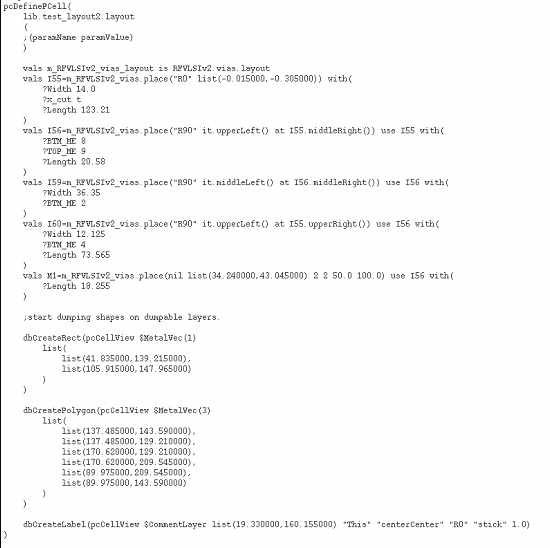 pcDefinePCell(
lib.test_layout2.layout
(
;(paramName paramValue)
)
vals m_RFVLSIv2_vias_layout is RFVLSIv2.vias.layout
vals I55=m_RFVLSIv2_vias.place("R0" list(-0.015000,-0.305000)) with(
?Width 14.0
?x_cut t
?Length 123.21
)
vals I56=m_RFVLSIv2_vias.place("R90" it.upperLeft() at I55.middleRight()) use I55 with(
?BTM_ME 8
?TOP_ME 9
?Length 20.58
)
vals I59=m_RFVLSIv2_vias.place("R90" it.middleLeft() at I56.middleRight()) use I56 with(
?Width 36.35
?BTM_ME 2
)
vals I60=m_RFVLSIv2_vias.place("R90" it.upperLeft() at I55.upperRight()) use I56 with(
?Width 12.125
?BTM_ME 4
?Length 73.565
)
vals M1=m_RFVLSIv2_vias.place(nil list(34.240000,43.045000) 2 2 50.0 100.0) use I56 with(
?Length 18.255
)
;start dumping shapes on dumpable layers.
dbCreateRect(pcCellView $MetalVec(1)
list(
list(41.835000,139.215000),
list(105.915000,147.965000)
)
)
dbCreatePolygon(pcCellView $MetalVec(3)
list(
list(137.485000,143.590000),
list(137.485000,129.210000),
list(170.620000,129.210000),
list(170.620000,209.545000),
list(89.975000,209.545000),
list(89.975000,143.590000)
)
)
dbCreateLabel(pcCellView $CommentLayer list(19.330000,160.155000) "This" "centerCenter" "R0" "stick" 1.0)
)